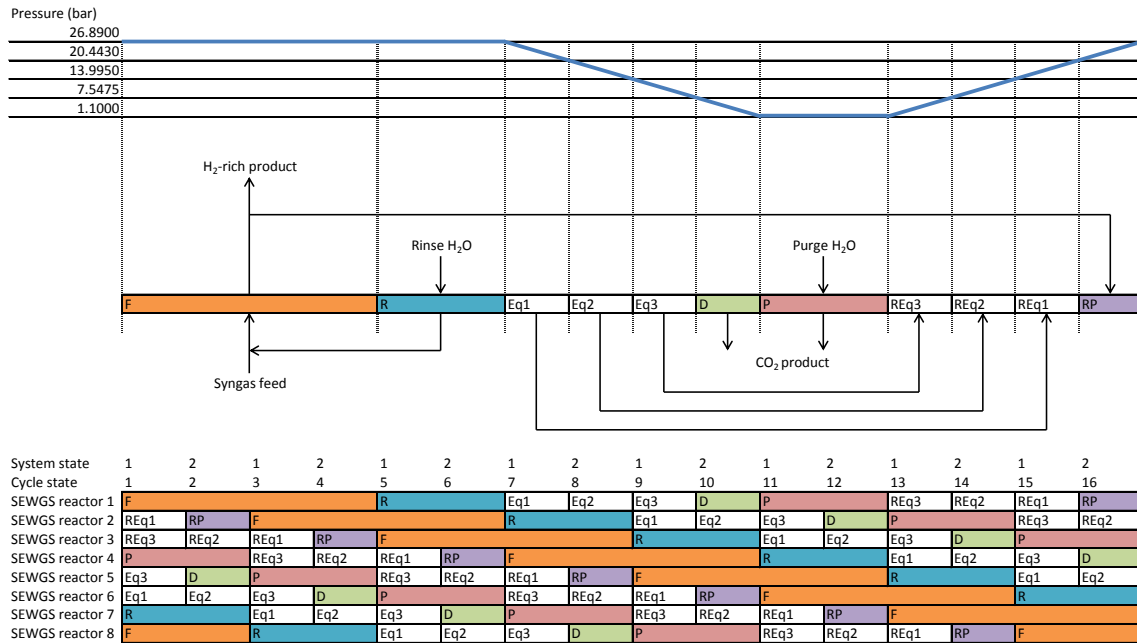 Pressure (bar)
26.8900
20.4430
13.9950
7.5475
1.1000
H₂-rich product
Rinse H₂O
Purge H₂O
F R Eq1 Eq2 Eq3 D P REq3 REq2 REq1 RP
CO₂ product
Syngas feed
System state 1 2 1 2 1 2 1 2 1 2 1 2 1 2 1 2
Cycle state 1 2 3 4 5 6 7 8 9 10 11 12 13 14 15 16
SEWGS reactor 1 F R Eq1 Eq2 Eq3 D P REq3 REq2 REq1 RP
SEWGS reactor 2 REq1 RP F R Eq1 Eq2 Eq3 D P REq3 REq2
SEWGS reactor 3 REq3 REq2 REq1 RP F R Eq1 Eq2 Eq3 D P
SEWGS reactor 4 P REq3 REq2 REq1 RP F R Eq1 Eq2 Eq3 D
SEWGS reactor 5 Eq3 D P REq3 REq2 REq1 RP F R Eq1 Eq2
SEWGS reactor 6 Eq1 Eq2 Eq3 D P REq3 REq2 REq1 RP F R
SEWGS reactor 7 R Eq1 Eq2 Eq3 D P REq3 REq2 REq1 RP F
SEWGS reactor 8 F R Eq1 Eq2 Eq3 D P REq3 REq2 REq1 RP F